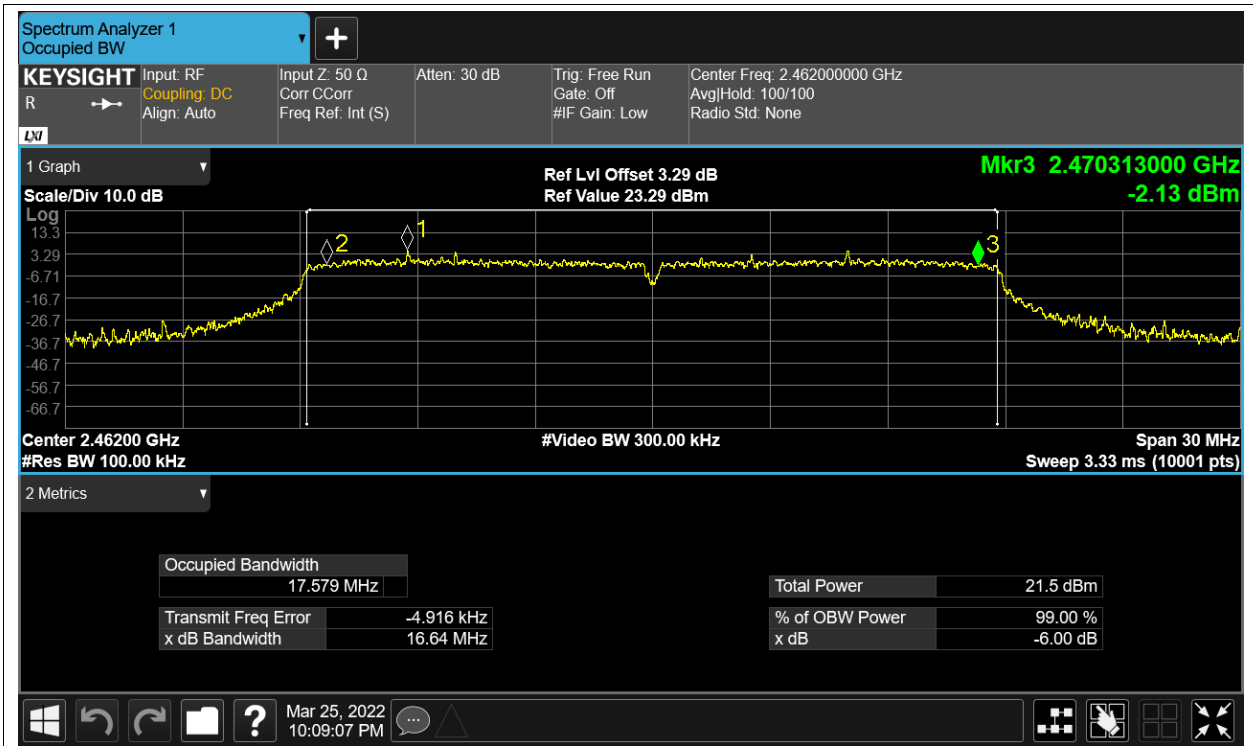 Spectrum Analyzer 1
Occupied BW
KEYSIGHT
R
LXI
Input: RF
Coupling: DC
Align: Auto
Input Z: 50 Ω
Corr CCorr
Freq Ref: Int (S)
Atten: 30 dB
Trig: Free Run
Gate: Off
#IF Gain: Low
Center Freq: 2.462000000 GHz
Avg|Hold: 100/100
Radio Std: None
1 Graph
Scale/Div 10.0 dB
Ref Lvl Offset 3.29 dB
Ref Value 23.29 dBm
Mkr3 2.470313000 GHz
-2.13 dBm
Log
13.3
3.29
-6.71
-16.7
-26.7
-36.7
-46.7
-56.7
-66.7
2
1
3
Center 2.46200 GHz
#Res BW 100.00 kHz
#Video BW 300.00 kHz
Span 30 MHz
Sweep 3.33 ms (10001 pts)
2 Metrics
Occupied Bandwidth
17.579 MHz
Transmit Freq Error -4.916 kHz
x dB Bandwidth 16.64 MHz
Total Power 21.5 dBm
% of OBW Power 99.00 %
x dB -6.00 dB
?
Mar 25, 2022
10:09:07 PM